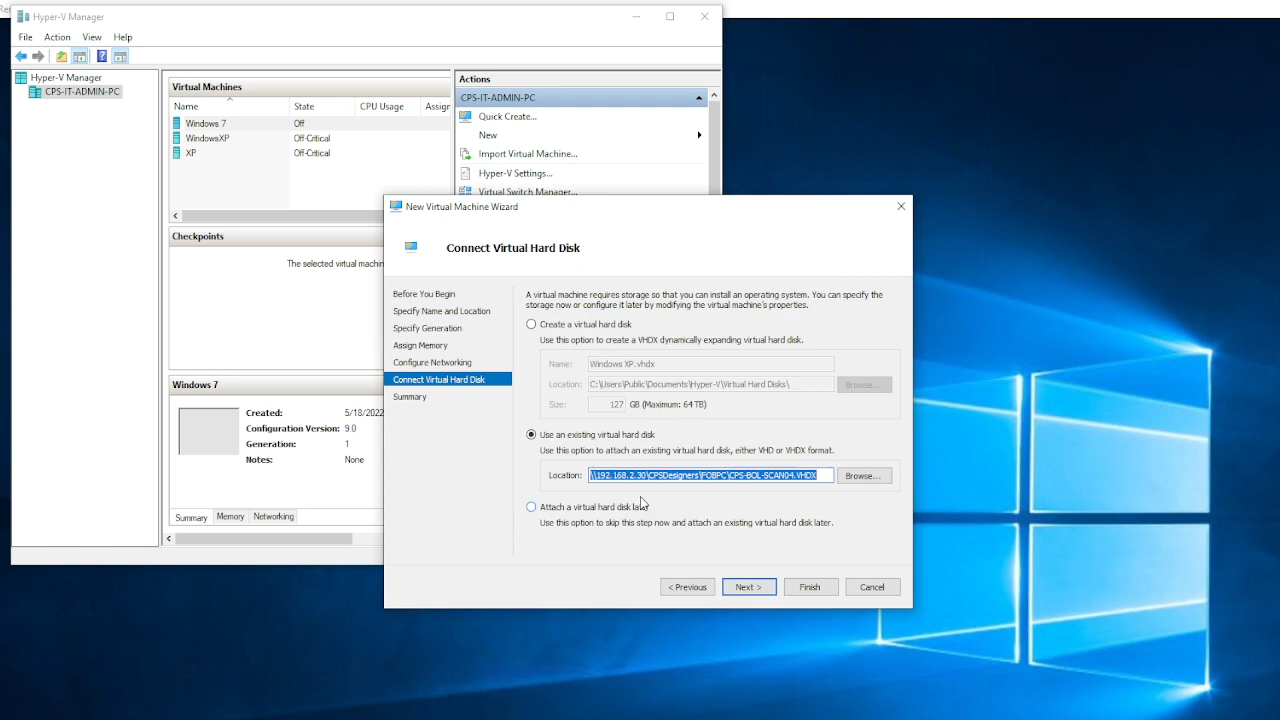 Hyper-V Manager
File Action View Help
Hyper-V Manager
CPS-IT-ADMIN-PC
Virtual Machines
Name State CPU Usage Assigr
Windows 7 Off
WindowsXP Off-Critical
XP Off-Critical
Checkpoints
The selected virtual machin
Windows 7
Created: 5/18/2022
Configuration Version: 9.0
Generation: 1
Notes: None
Summary Memory Networking
Actions
CPS-IT-ADMIN-PC
Quick Create...
New
Import Virtual Machine...
Hyper-V Settings...
Virtual Switch Manager...
New Virtual Machine Wizard
Connect Virtual Hard Disk
Before You Begin
Specify Name and Location
Specify Generation
Assign Memory
Configure Networking
Connect Virtual Hard Disk
Summary
A virtual machine requires storage so that you can install an operating system. You can specify the
storage now or configure it later by modifying the virtual machine's properties.
Create a virtual hard disk
Use this option to create a VHDX dynamically expanding virtual hard disk.
Name: Windows XP.vhdx
Location: C:\Users\Public\Documents\Hyper-V\Virtual Hard Disks\ Browse...
Size: 127 GB (Maximum: 64 TB)
Use an existing virtual hard disk
Use this option to attach an existing virtual hard disk, either VHD or VHDX format.
Location: \\192.168.2.30\CPSDesigners\FOBPC\CPS-BOL-SCAN04.VHDX Browse...
Attach a virtual hard disk later
Use this option to skip this step now and attach an existing virtual hard disk later.
< Previous Next > Finish Cancel